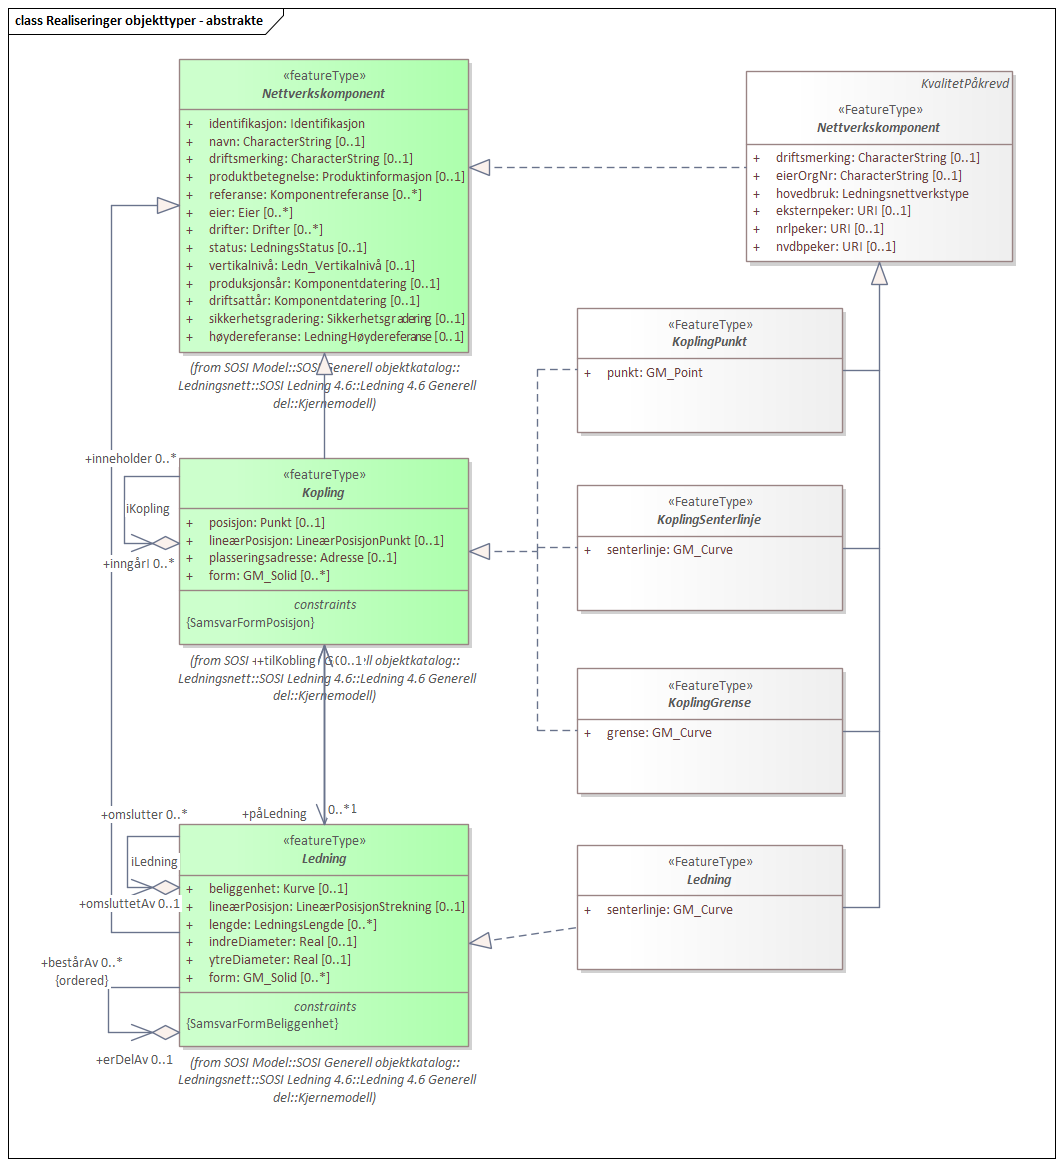 class Realiseringer objekttyper - abstrakte
«featureType»
Nettverkskomponent
+ identifikasjon: Identifikasjon
+ navn: CharacterString [0..1]
+ driftsmerking: CharacterString [0..1]
+ produktbetegnelse: Produktinformasjon [0..1]
+ referanse: Komponentreferanse [0..*]
+ eier: Eier [0..*]
+ drifter: Drifter [0..*]
+ status: LedningsStatus [0..1]
+ vertikalnivå: Ledn_Vertikalnivå [0..1]
+ produksjonsår: Komponentdatering [0..1]
+ driftsattår: Komponentdatering [0..1]
+ sikkerhetsgradering: Sikkerhetsgradering [0..1]
+ høydereferanse: LedningHøydereferanse [0..1]
(from SOSI Model::SOSI Generell objektkatalog::
Ledningsnett::SOSI Ledning 4.6::Ledning 4.6 Generell
del::Kjernemodell)
KvalitetPåkrevd
«FeatureType»
Nettverkskomponent
+ driftsmerking: CharacterString [0..1]
+ eierOrgNr: CharacterString [0..1]
+ hovedbruk: Ledningsnettverkstype
+ eksternpeker: URI [0..1]
+ nrlpeker: URI [0..1]
+ nvdbpeker: URI [0..1]
«FeatureType»
KoplingPunkt
+ punkt: GM_Point
+inneholder 0..*
iKopling
+inngårI 0..*
«featureType»
Kopling
+ posisjon: Punkt [0..1]
+ lineærPosisjon: LineærPosisjonPunkt [0..1]
+ plasseringsadresse: Adresse [0..1]
+ form: GM_Solid [0..*]
constraints
{SamsvarFormPosisjon}
(from SOSI ++tilKobling 0..1 ell objektkatalog::
Ledningsnett::SOSI Ledning 4.6::Ledning 4.6 Generell
del::Kjernemodell)
«FeatureType»
KoplingSenterlinje
+ senterlinje: GM_Curve
«FeatureType»
KoplingGrense
+ grense: GM_Curve
+påLedning 0..*1
+omslutter 0..*
iLedning
+omsluttetAv 0..1
+bestårAv 0..*
{ordered}
+erDelAv 0..1
«featureType»
Ledning
+ beliggenhet: Kurve [0..1]
+ lineærPosisjon: LineærPosisjonStrekning [0..1]
+ lengde: LedningsLengde [0..*]
+ indreDiameter: Real [0..1]
+ ytreDiameter: Real [0..1]
+ form: GM_Solid [0..*]
constraints
{SamsvarFormBeliggenhet}
(from SOSI Model::SOSI Generell objektkatalog::
Ledningsnett::SOSI Ledning 4.6::Ledning 4.6 Generell
del::Kjernemodell)
«FeatureType»
Ledning
+ senterlinje: GM_Curve